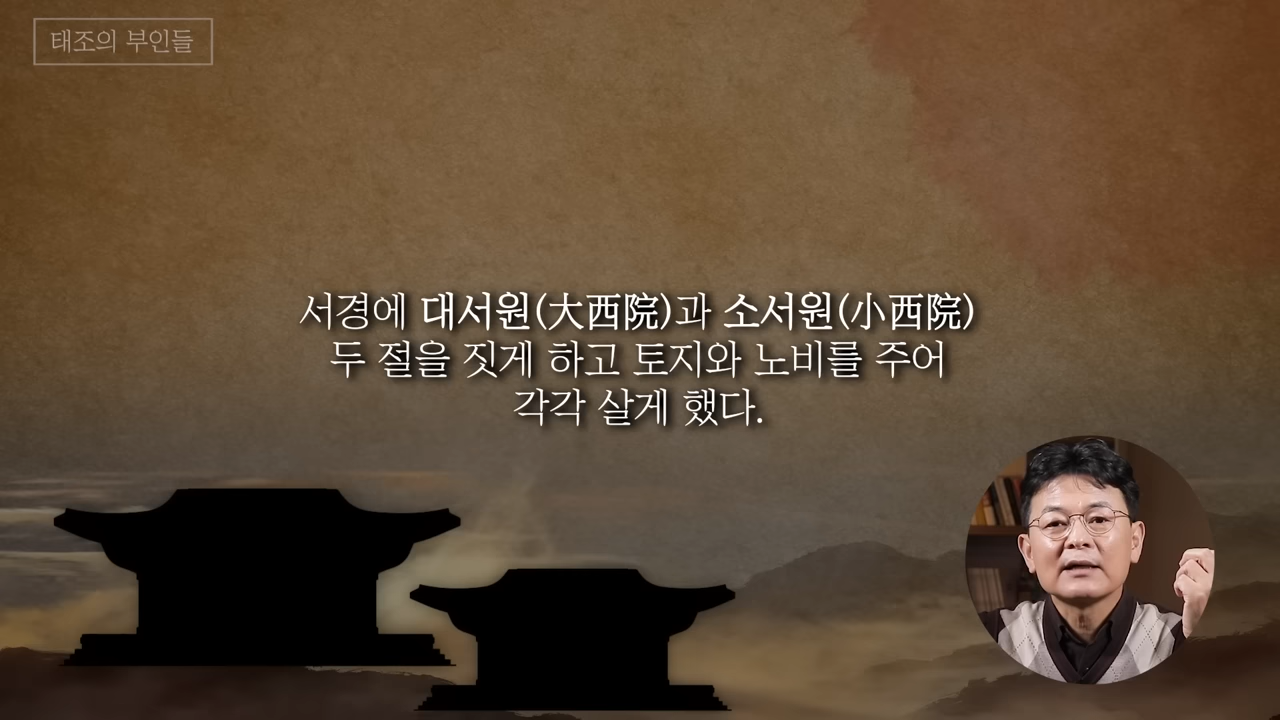 태조의 부인들
서경에 대서원(大西院)과 소서원(小西院)
두 절을 짓게 하고 토지와 노비를 주어
각각 살게 했다.